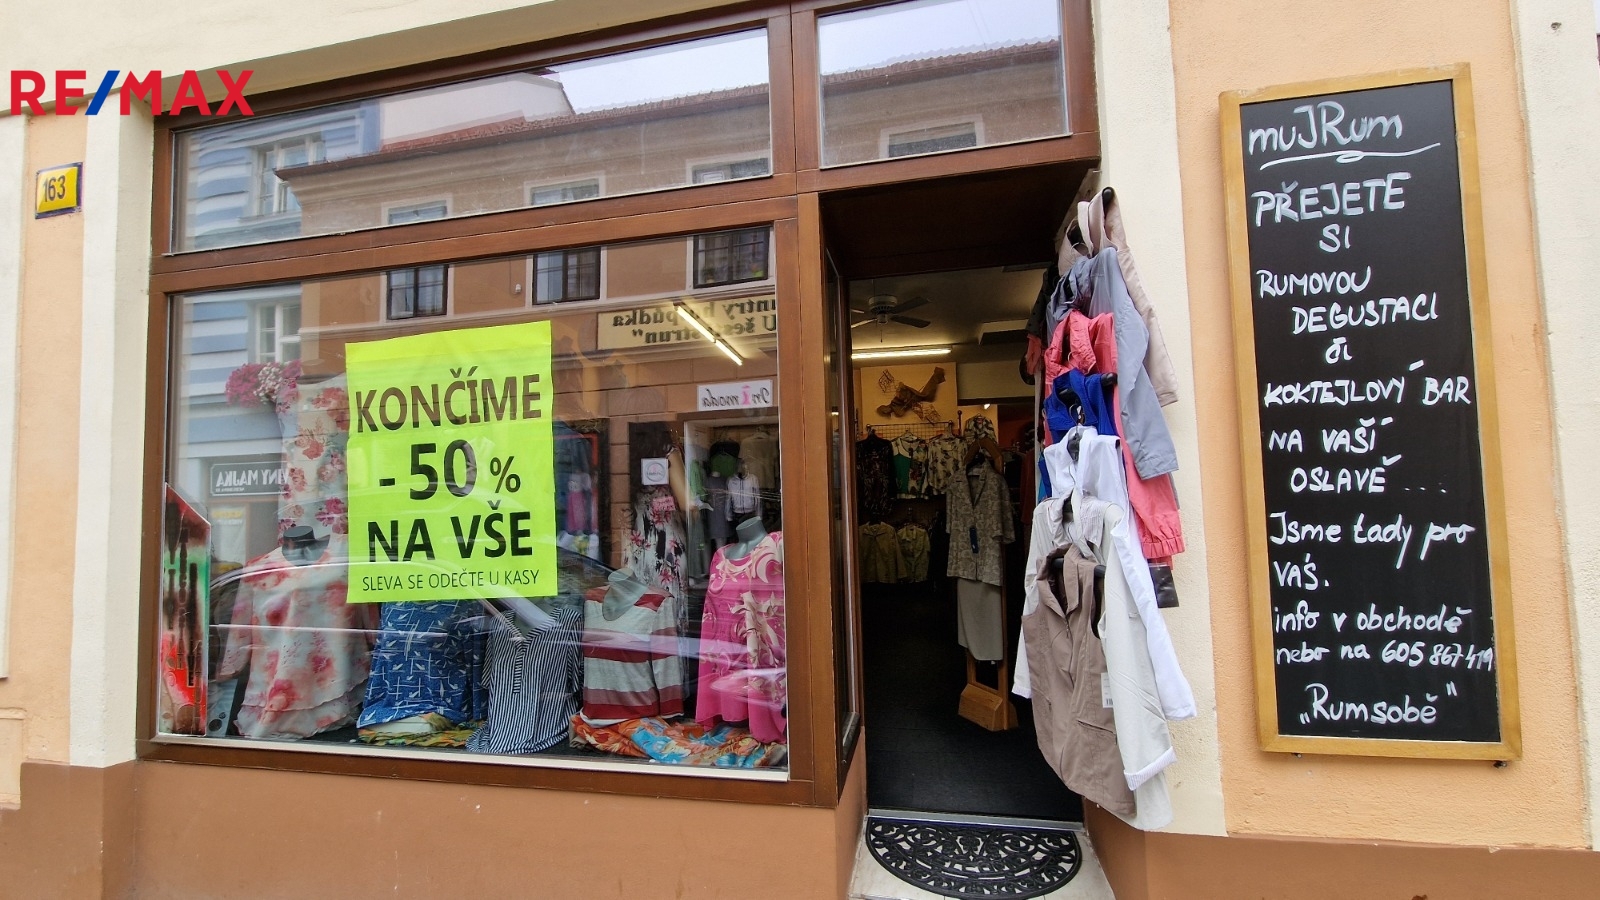 RE/MAX
163
KONČÍME
- 50 %
NA VŠE
SLEVA SE ODEČTE U KASY
muJRum
PŘEJETE
SI
RUMOVOU
DEGUSTACI
či
KOKTEJLOVÝ BAR
NA VAŠÍ
OSLAVĚ ...
Jsme tady pro
VÁS.
info v obchodě
nebo na 605 867 419
„Rumsobě"
moda